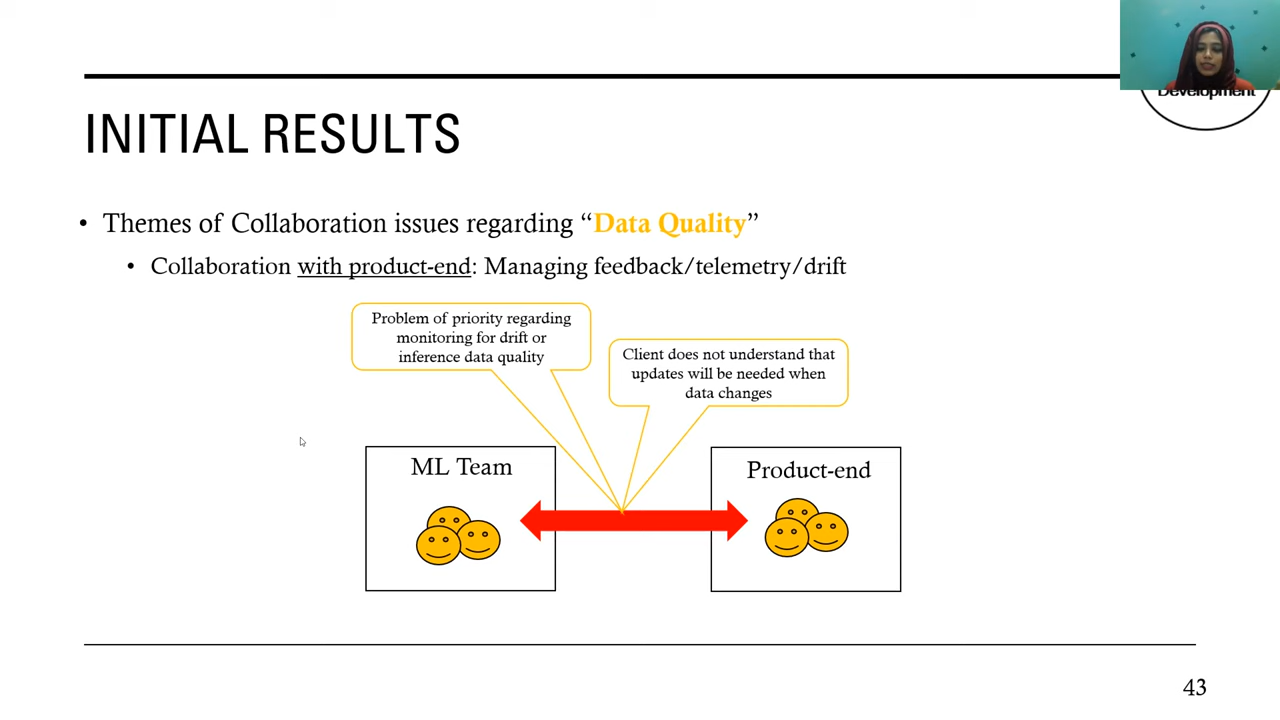 Development
INITIAL RESULTS
• Themes of Collaboration issues regarding “Data Quality”
• Collaboration with product-end: Managing feedback/telemetry/drift
Problem of priority regarding
monitoring for drift or
inference data quality
Client does not understand that
updates will be needed when
data changes
ML Team
Product-end
43